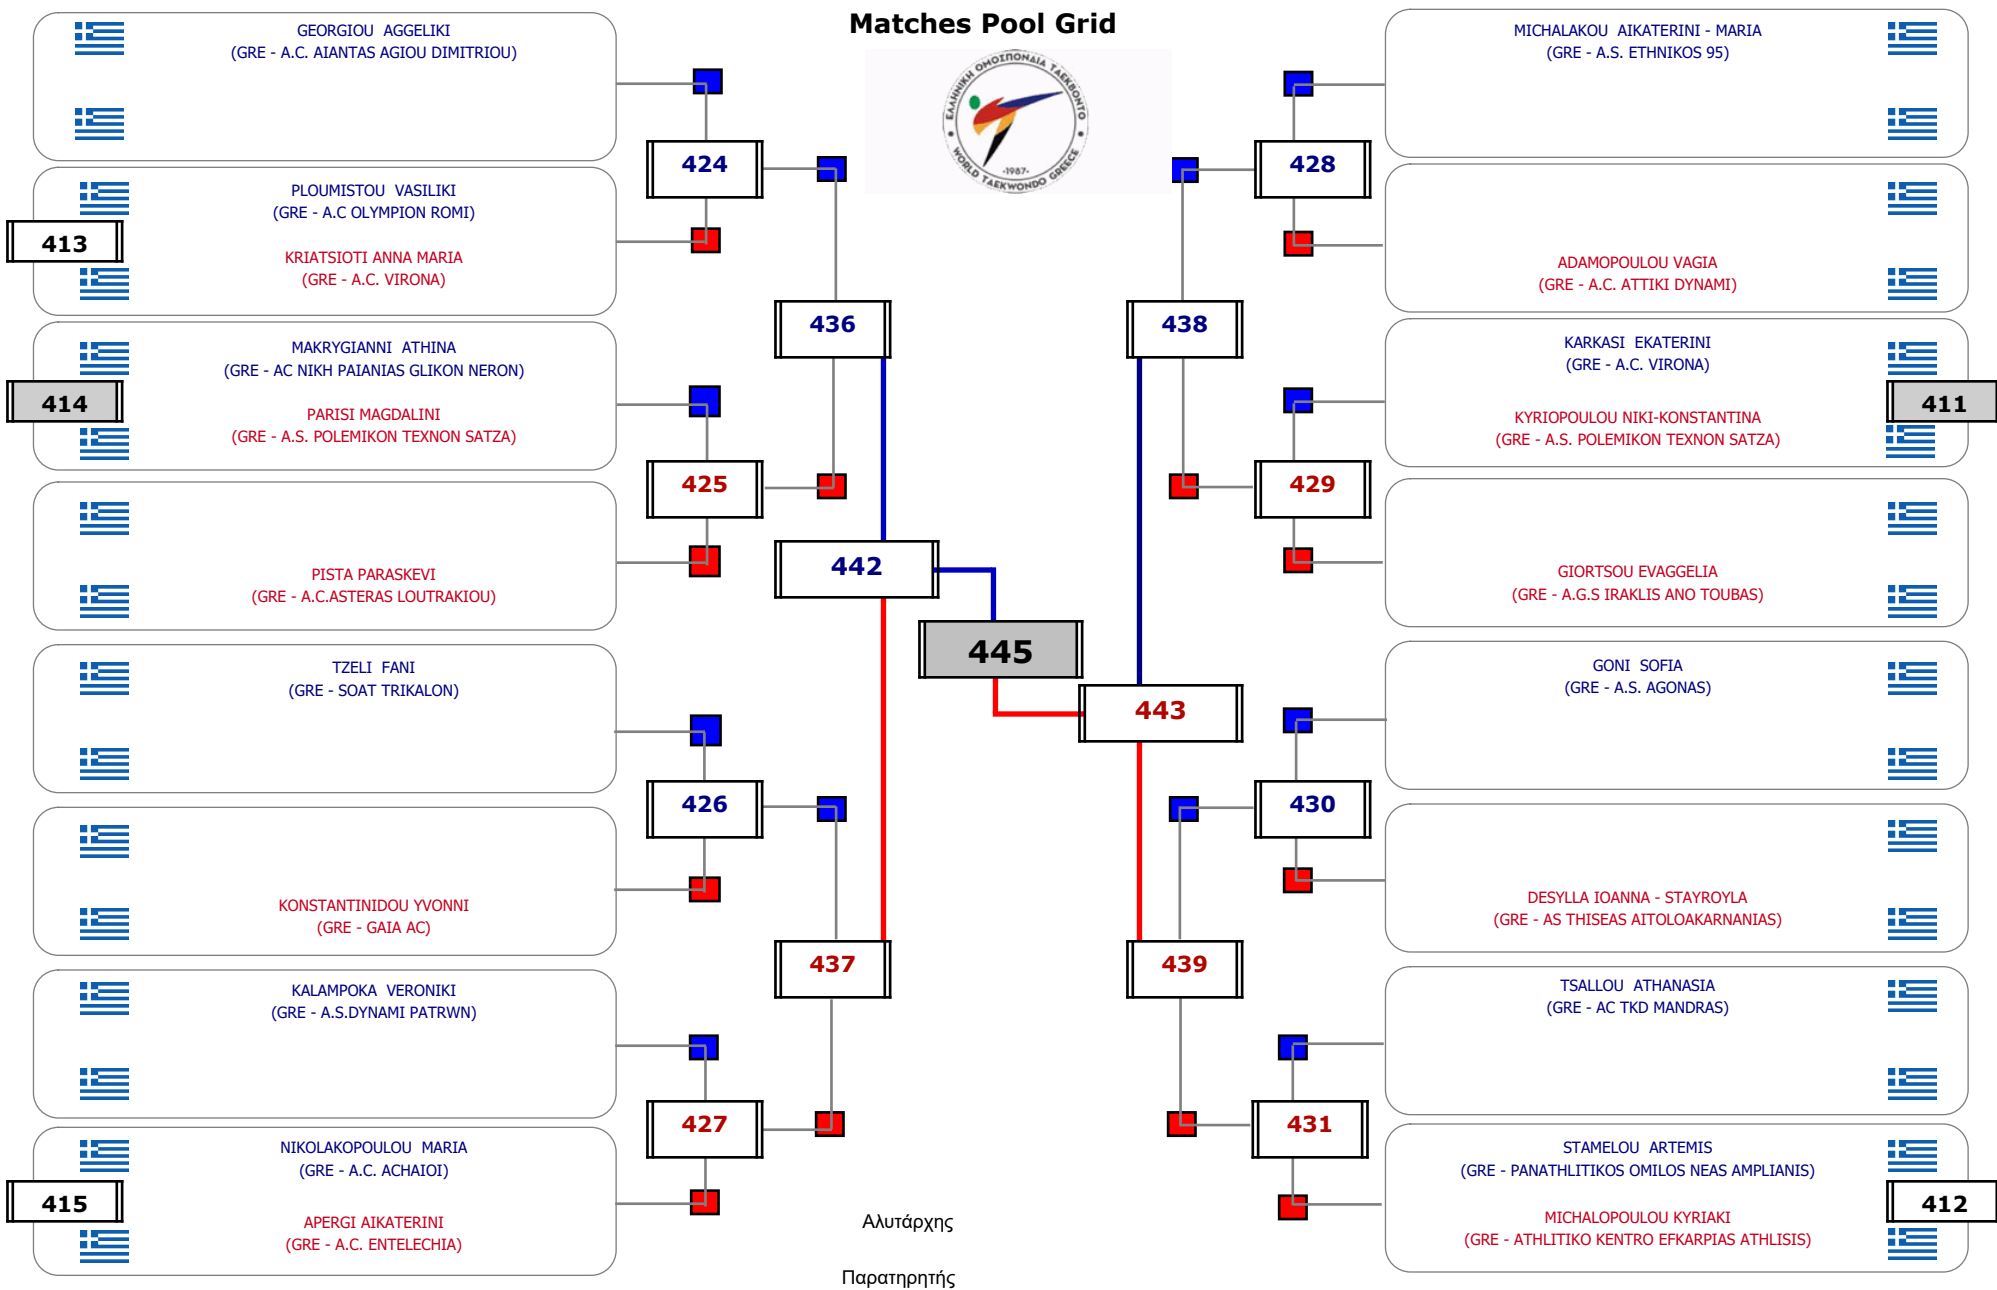 Matches Pool Grid
ΕΛΛΗΝΙΚΗ ΟΜΟΣΠΟΝΔΙΑ ΤΑΕΚΒΟΝΤΟ
-1987-
WORLD TAEKWONDO GREECE
GEORGIOU AGGELIKI
(GRE - A.C. AIANTAS AGIOU DIMITRIOU)
424
PLOUMISTOU VASILIKI
(GRE - A.C OLYMPION ROMI)
413
KRIATSIOTI ANNA MARIA
(GRE - A.C. VIRONA)
436
MAKRYGIANNI ATHINA
(GRE - AC NIKH PAIANIAS GLIKON NERON)
414
PARISI MAGDALINI
(GRE - A.S. POLEMIKON TEXNON SATZA)
425
PISTA PARASKEVI
(GRE - A.C.ASTERAS LOUTRAKIOU)
442
445
TZELI FANI
(GRE - SOAT TRIKALON)
426
KONSTANTINIDOU YVONNI
(GRE - GAIA AC)
437
KALAMPOKA VERONIKI
(GRE - A.S.DYNAMI PATRWN)
427
NIKOLAKOPOULOU MARIA
(GRE - A.C. ACHAIOI)
415
APERGI AIKATERINI
(GRE - A.C. ENTELECHIA)
MICHALAKOU AIKATERINI - MARIA
(GRE - A.S. ETHNIKOS 95)
428
ADAMOPOULOU VAGIA
(GRE - A.C. ATTIKI DYNAMI)
438
KARKASI EKATERINI
(GRE - A.C. VIRONA)
411
KYRIOPOULOU NIKI-KONSTANTINA
(GRE - A.S. POLEMIKON TEXNON SATZA)
429
GIORTSOU EVAGGELIA
(GRE - A.G.S IRAKLIS ANO TOUBAS)
443
GONI SOFIA
(GRE - A.S. AGONAS)
430
DESYLLA IOANNA - STAYROYLA
(GRE - AS THISEAS AITOLOAKARNANIAS)
439
TSALLOU ATHANASIA
(GRE - AC TKD MANDRAS)
431
STAMELOU ARTEMIS
(GRE - PANATHLITIKOS OMILOS NEAS AMPLIANIS)
412
MICHALOPOULOU KYRIAKI
(GRE - ATHLITIKO KENTRO EFKARPIAS ATHLISIS)
Αλυτάρχης
Παρατηρητής